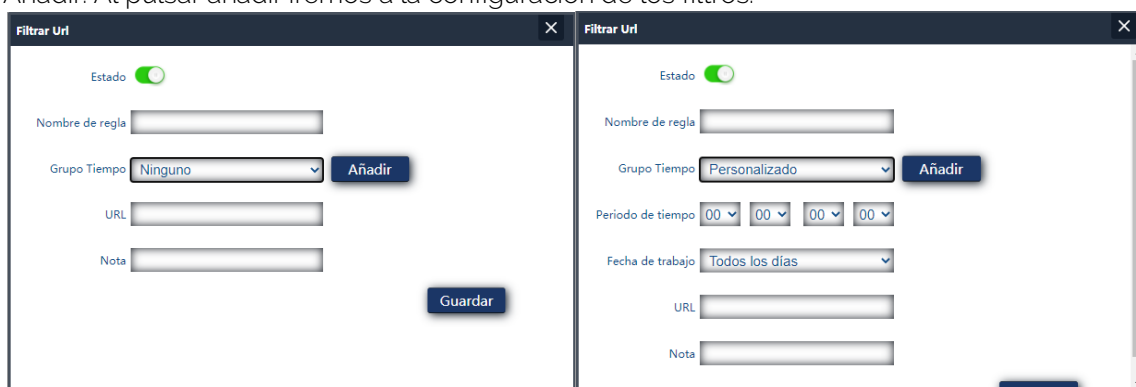 Añadir. Al pulsar añadir iremos a la configuración de los filtros.
Filtrar Url
Estado
Nombre de regla
Grupo Tiempo Ninguno Añadir
URL
Nota
Guardar
Filtrar Url
Estado
Nombre de regla
Grupo Tiempo Personalizado Añadir
Periodo de tiempo 00 00 00 00
Fecha de trabajo Todos los días
URL
Nota